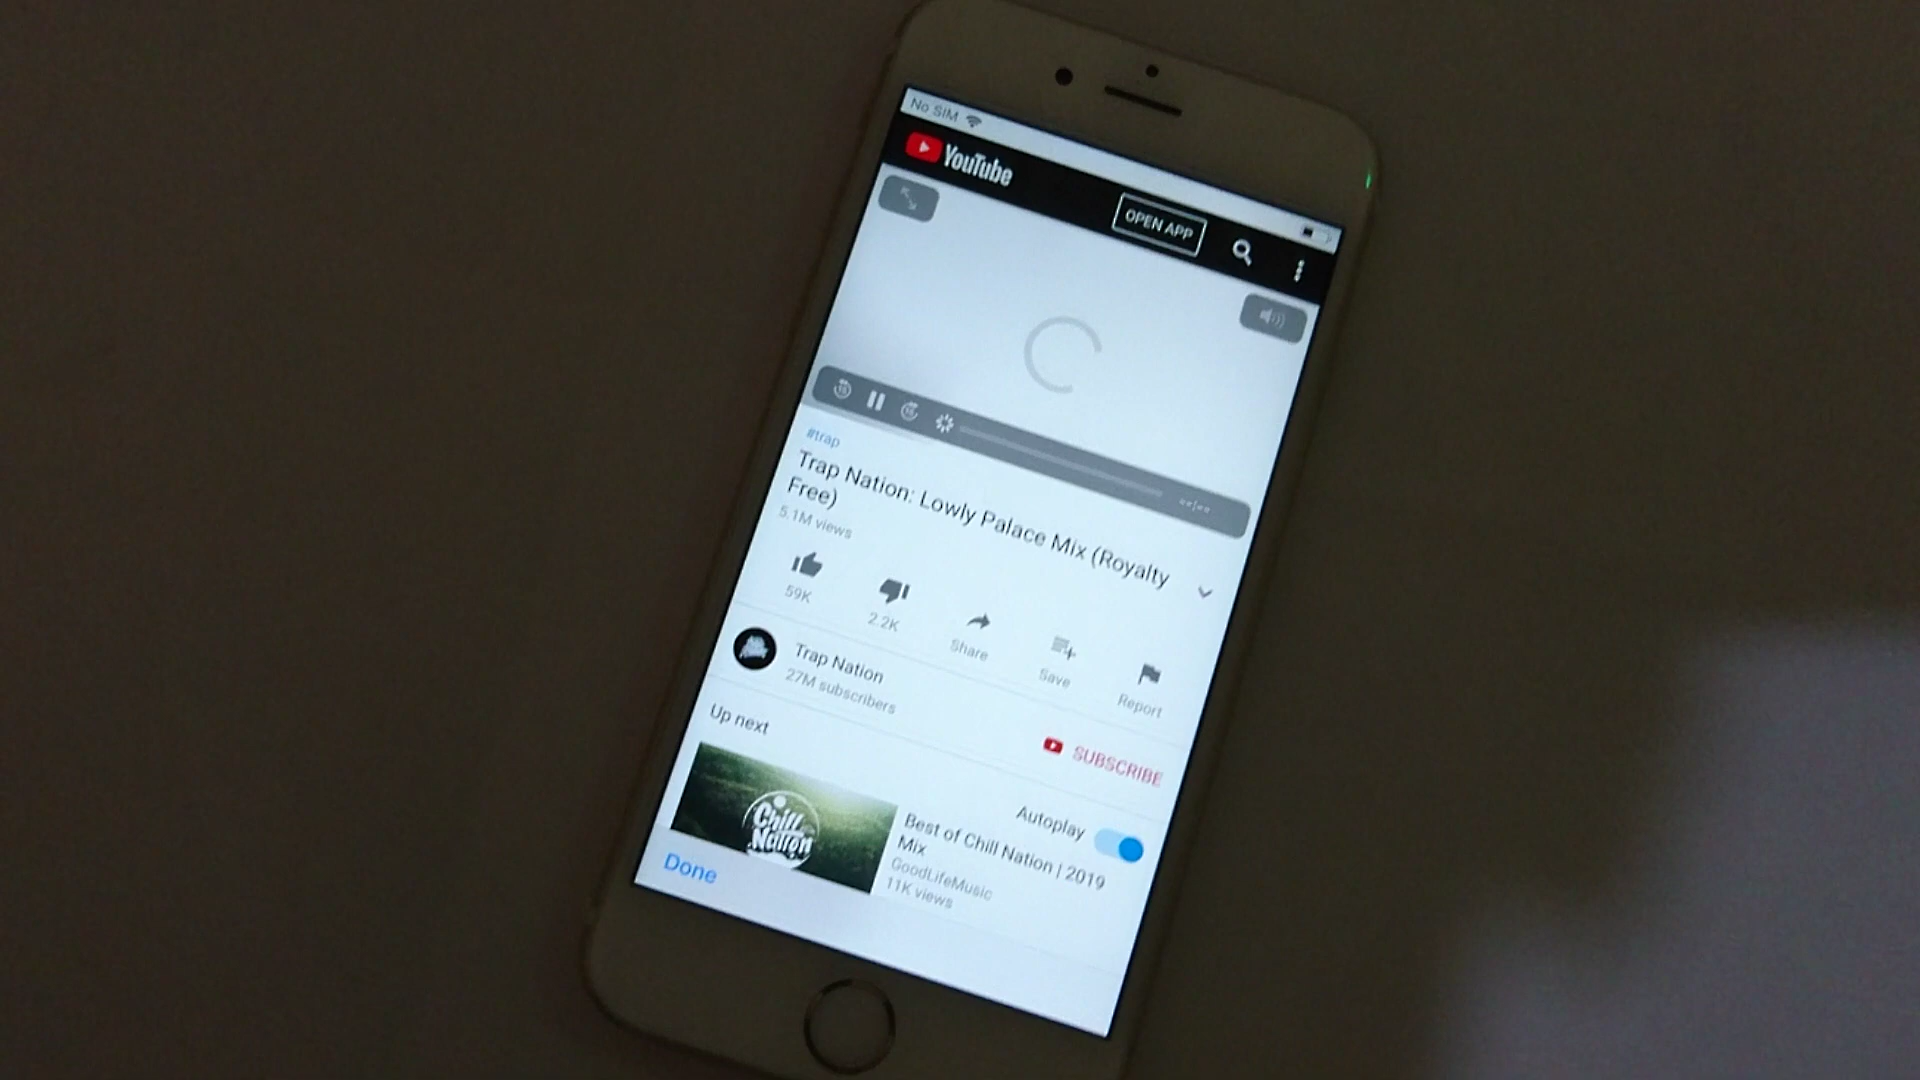 No SIM
YouTube
OPEN APP
#trap
Trap Nation: Lowly Palace Mix (Royalty
Free)
5.1M views
59K
2.2K
Share
Save
Report
Trap Nation
27M subscribers
SUBSCRIBE
Up next
Autoplay
Chill
Nation
Best of Chill Nation | 2019
Mix
GoodLifeMusic
11K views
Done